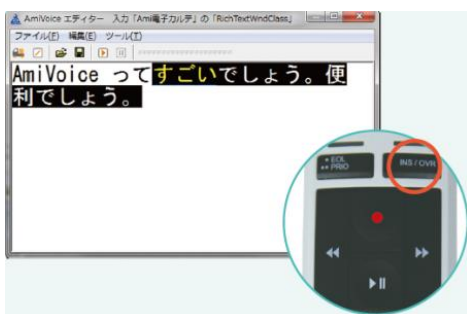 AmiVoice エディター 入力「Ami電子カルテ」の「RichTextWndClass」
ファイル(F) 編集(E) ツール(T)
AmiVoice ってすごいでしょう。便
利でしょう。
• EOL
•• PRIO
INS / OVR